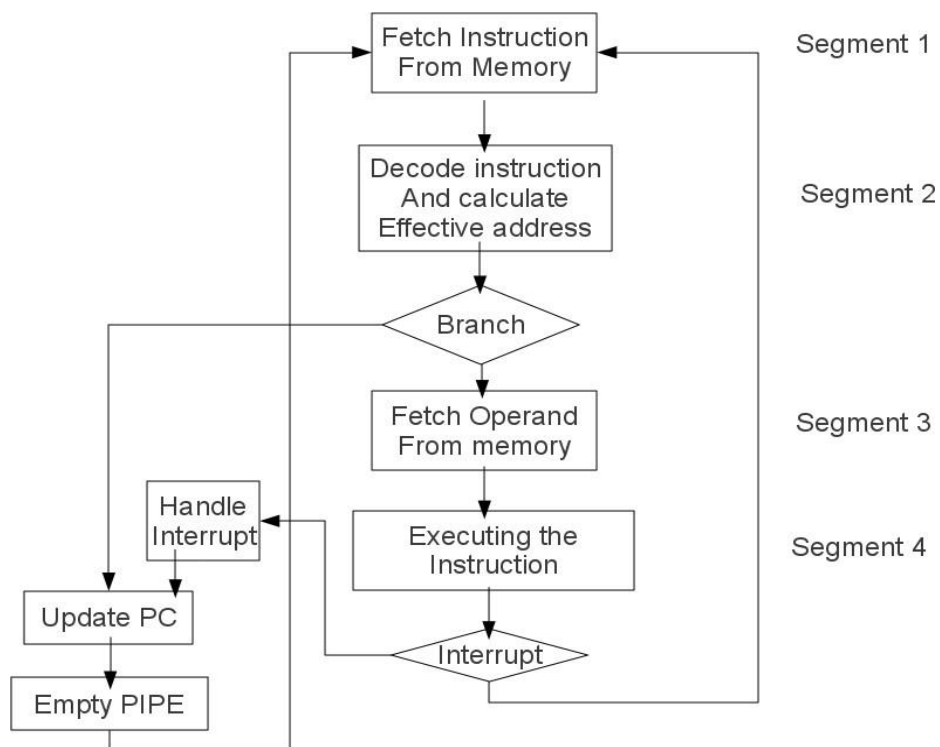 Fetch Instruction
From Memory
Segment 1
Decode instruction
And calculate
Effective address
Segment 2
Branch
Fetch Operand
From memory
Segment 3
Handle
Interrupt
Executing the
Instruction
Segment 4
Update PC
Interrupt
Empty PIPE